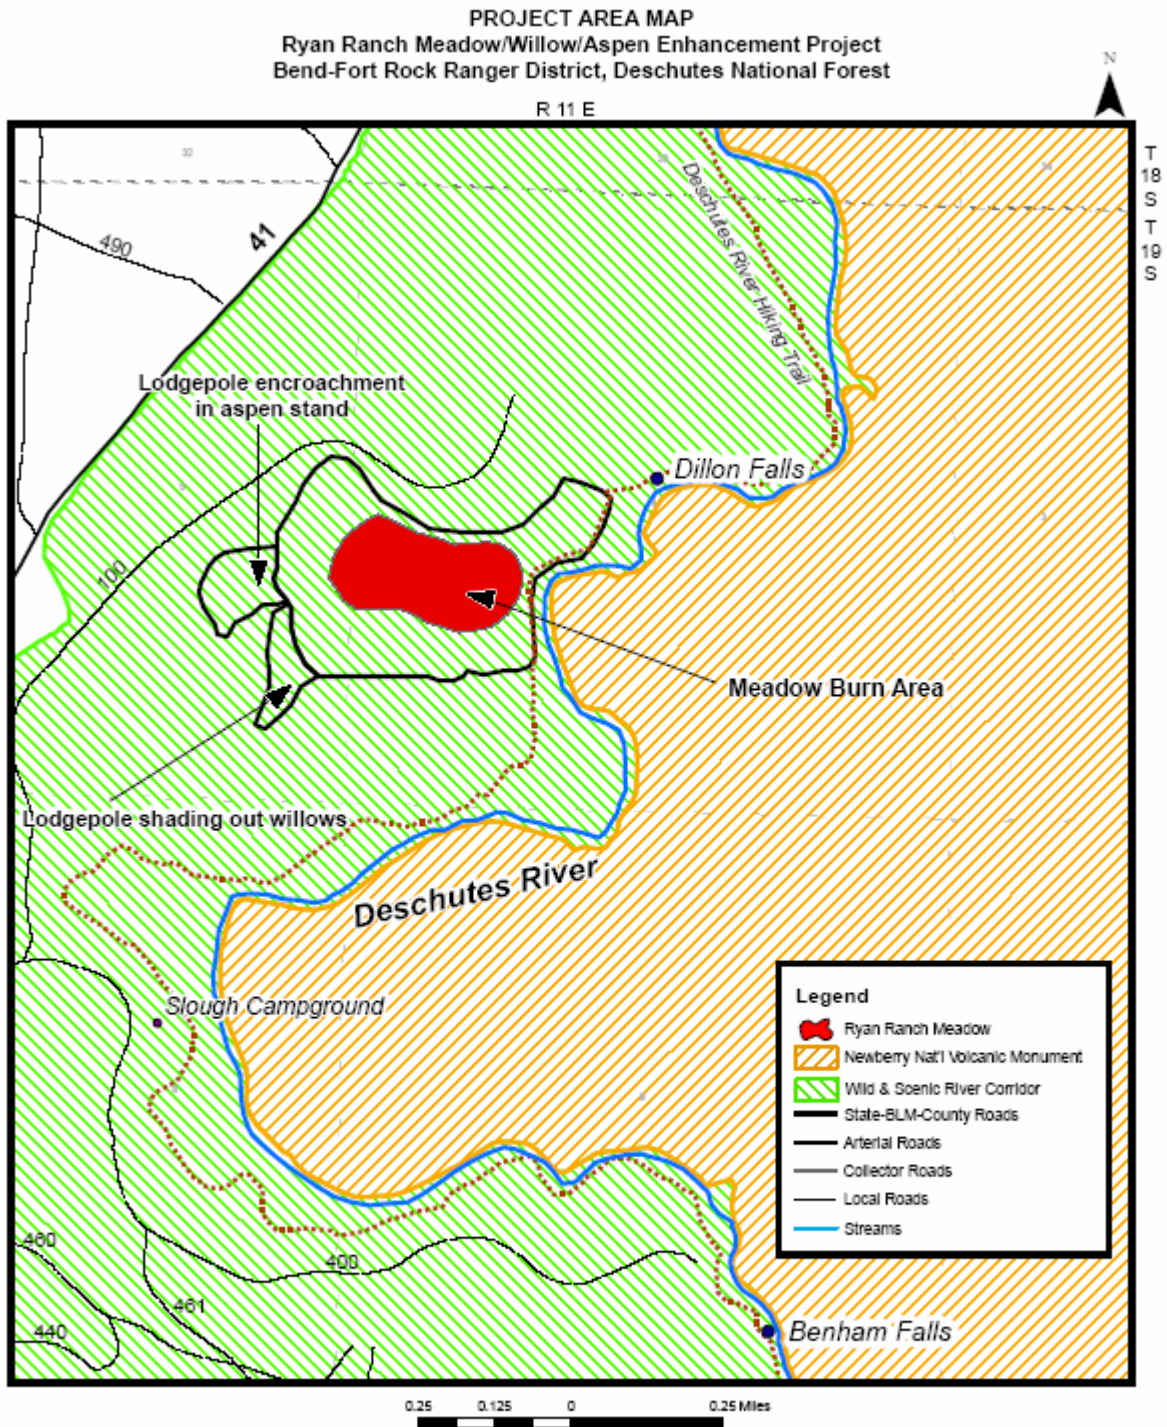 PROJECT AREA MAP
Ryan Ranch Meadow/Willow/Aspen Enhancement Project
Bend-Fort Rock Ranger District, Deschutes National Forest
N
R 11 E
T
18
S
T
19
S
32
490
41
Deschutes River Hiking Trail
Lodgepole encroachment
in aspen stand
Dillon Falls
100
Meadow Burn Area
Lodgepole shading out willows
Deschutes River
Slough Campground
Legend
Ryan Ranch Meadow
Newberry Nat'l Volcanic Monument
Wild & Scenic River Corridor
State-BLM-County Roads
Arterial Roads
Collector Roads
Local Roads
Streams
460
400
461
440
Benham Falls
0.25 0.125 0 0.25 Miles